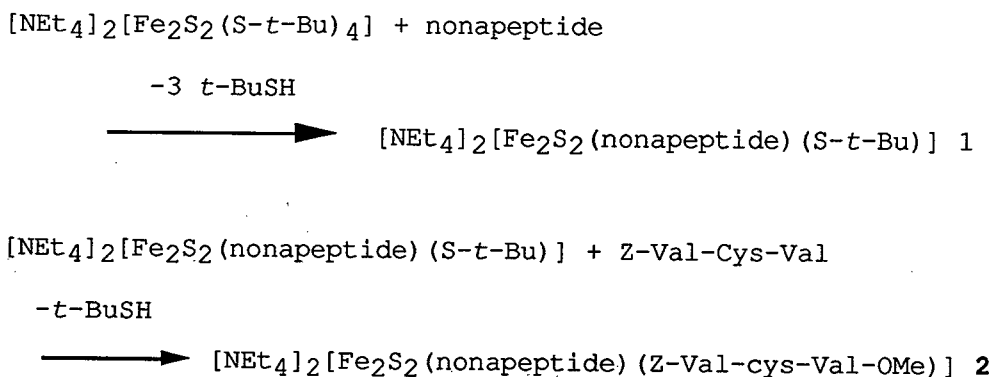 [NEt4]2[Fe2S2(S-t-Bu)4] + nonapeptide
-3 t-BuSH
[NEt4]2[Fe2S2(nonapeptide)(S-t-Bu)] 1
[NEt4]2[Fe2S2(nonapeptide)(S-t-Bu)] + Z-Val-Cys-Val
-t-BuSH
[NEt4]2[Fe2S2(nonapeptide)(Z-Val-cys-Val-OMe)] 2